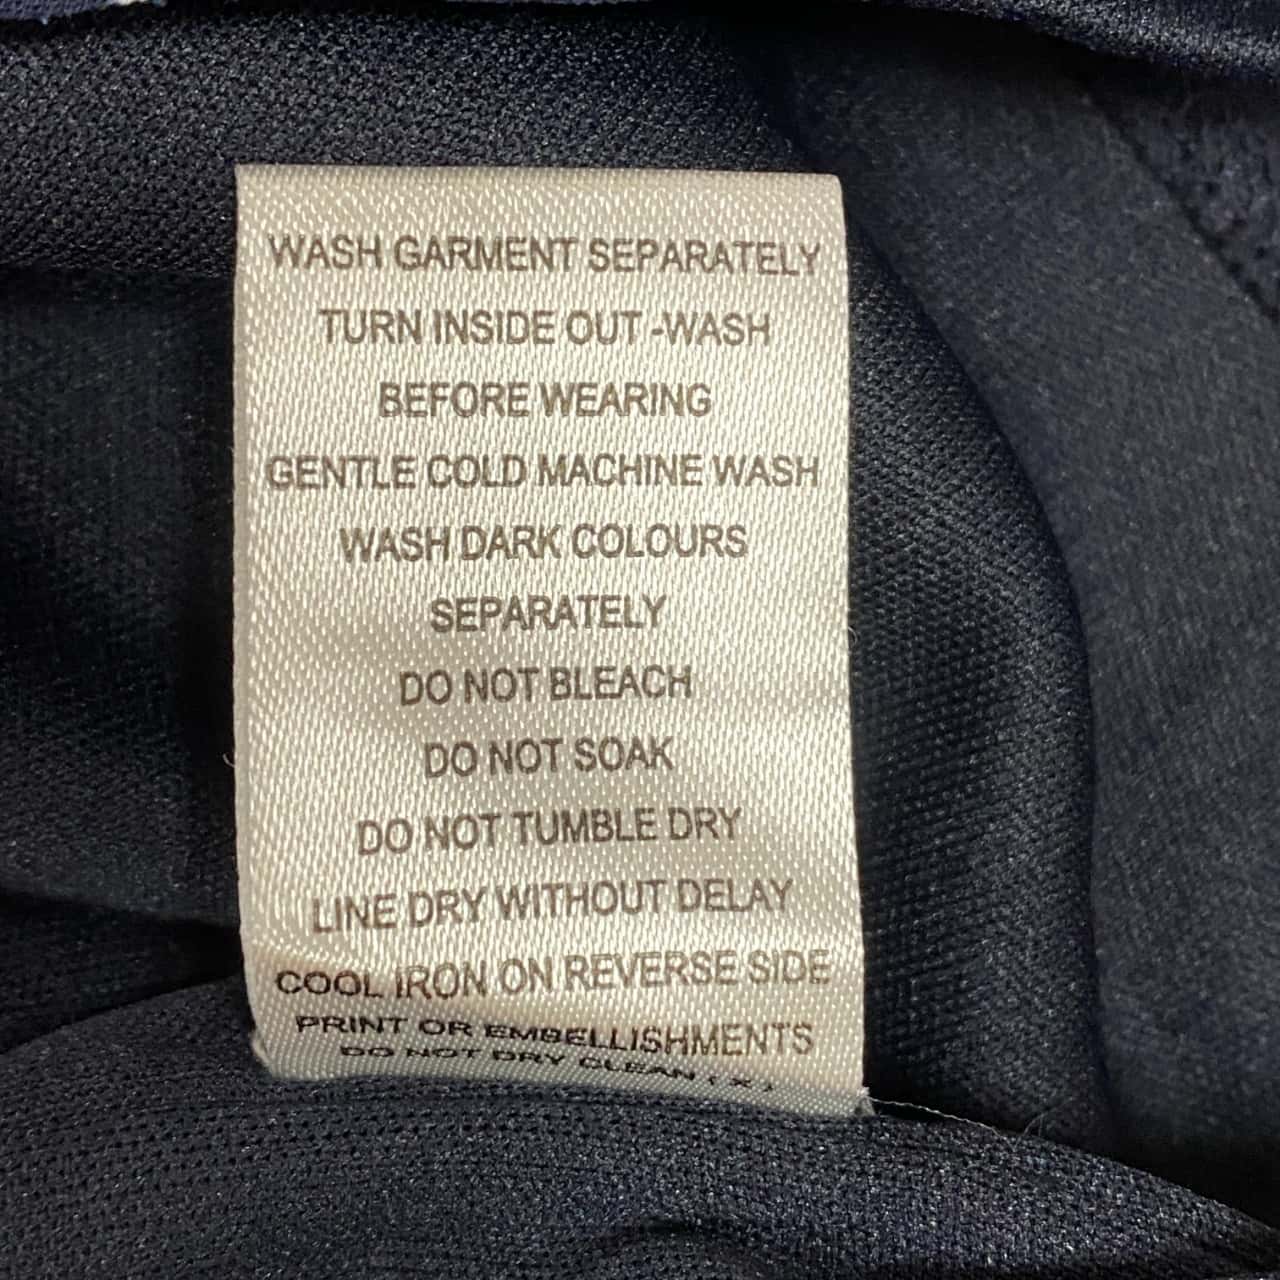 WASH GARMENT SEPARATELY
TURN INSIDE OUT -WASH
BEFORE WEARING
GENTLE COLD MACHINE WASH
WASH DARK COLOURS
SEPARATELY
DO NOT BLEACH
DO NOT SOAK
DO NOT TUMBLE DRY
LINE DRY WITHOUT DELAY
COOL IRON ON REVERSE SIDE
PRINT OR EMBELLISHMENTS
DO NOT DRY CLEAN ( X )